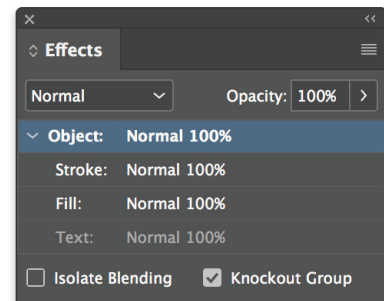 Effects
Normal Opacity: 100%
Object: Normal 100%
Stroke: Normal 100%
Fill: Normal 100%
Text: Normal 100%
Isolate Blending Knockout Group